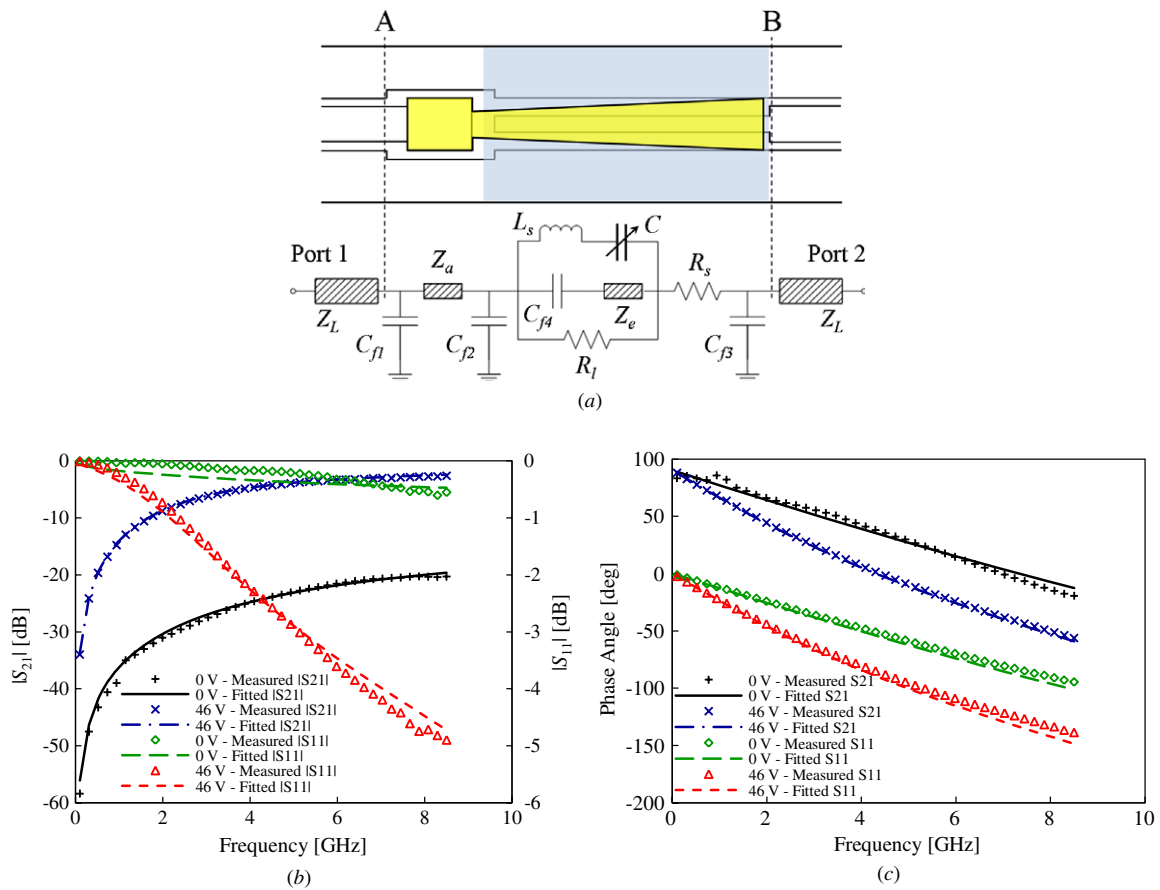 A B
Port 1 Port 2
L_s C
Z_a R_s
Z_L C_f1 C_f2 C_f4 Z_e C_f3 Z_L
R_l
(a)
|S21| [dB]
0
-10
-20
-30
-40
-50
-60
0 2 4 6 8 10
Frequency [GHz]
0
-1
-2
-3
-4
-5
-6
|S11| [dB]
0 V - Measured |S21|
0 V - Fitted |S21|
46 V - Measured |S21|
46 V - Fitted |S21|
0 V - Measured |S11|
0 V - Fitted |S11|
46 V - Measured |S11|
46 V - Fitted |S11|
(b)
Phase Angle [deg]
100
50
0
-50
-100
-150
-200
0 2 4 6 8 10
Frequency [GHz]
0 V - Measured S21
0 V - Fitted S21
46 V - Measured S21
46 V - Fitted S21
0 V - Measured S11
0 V - Fitted S11
46 V - Measured S11
46 V - Fitted S11
(c)